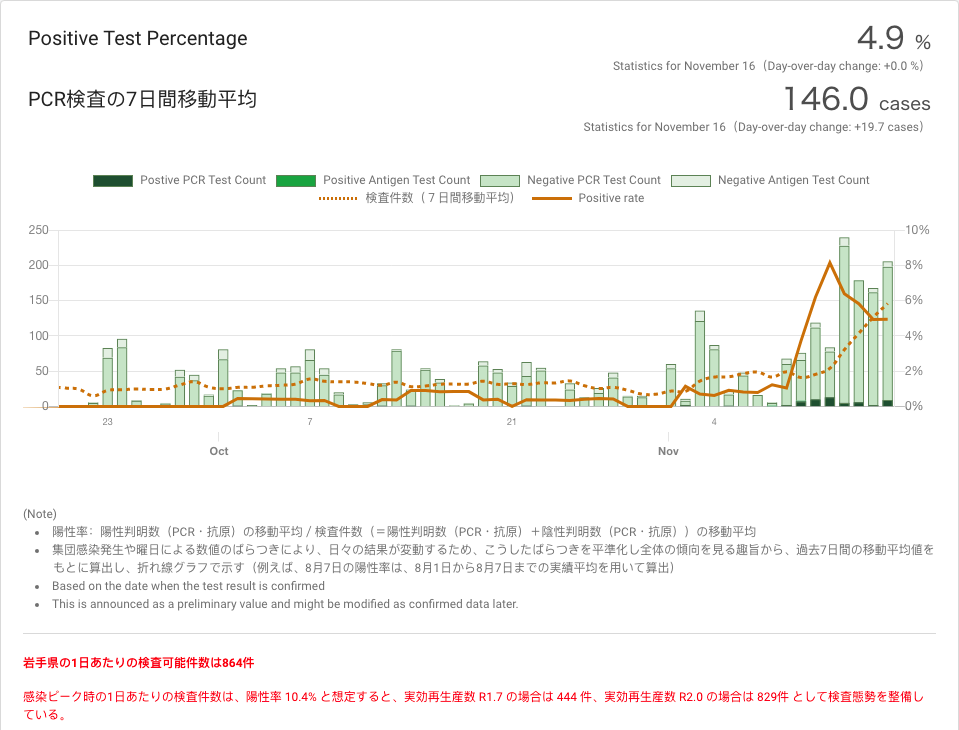 Positive Test Percentage
4.9 %
Statistics for November 16（Day-over-day change: +0.0 %）
PCR検査の7日間移動平均
146.0 cases
Statistics for November 16（Day-over-day change: +19.7 cases）
Postive PCR Test Count Positive Antigen Test Count Negative PCR Test Count Negative Antigen Test Count
検査件数（７日間移動平均） Positive rate
250 10%
200 8%
150 6%
100 4%
50 2%
0 0%
23 7 21 4
Oct Nov
(Note)
陽性率：陽性判明数（PCR・抗原）の移動平均 / 検査件数（＝陽性判明数（PCR・抗原）＋陰性判明数（PCR・抗原））の移動平均
集団感染発生や曜日による数値のばらつきにより、日々の結果が変動するため、こうしたばらつきを平準化し全体の傾向を見る趣旨から、過去7日間の移動平均値を
もとに算出し、折れ線グラフで示す（例えば、8月7日の陽性率は、8月1日から8月7日までの実績平均を用いて算出）
Based on the date when the test result is confirmed
This is announced as a preliminary value and might be modified as confirmed data later.
岩手県の1日あたりの検査可能件数は864件
感染ピーク時の1日あたりの検査件数は、陽性率 10.4% と想定すると、実効再生産数 R1.7 の場合は 444 件、実効再生産数 R2.0 の場合は 829件 として検査態勢を整備し
ている。